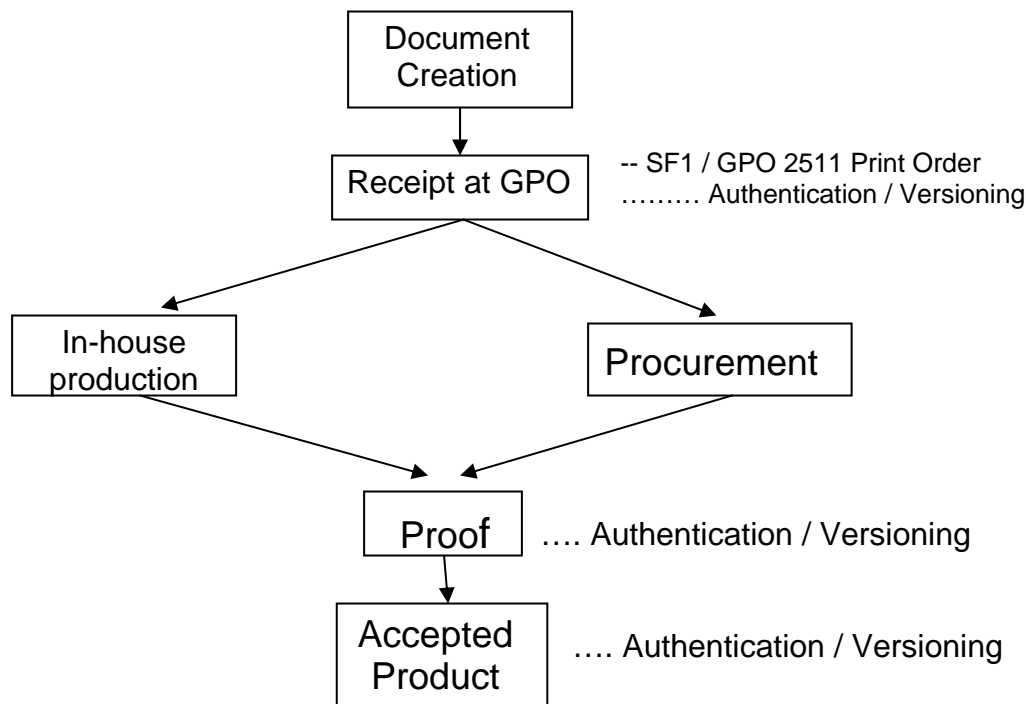 Document
Creation
Receipt at GPO
-- SF1 / GPO 2511 Print Order
……… Authentication / Versioning
In-house
production
Procurement
Proof
…. Authentication / Versioning
Accepted
Product
…. Authentication / Versioning